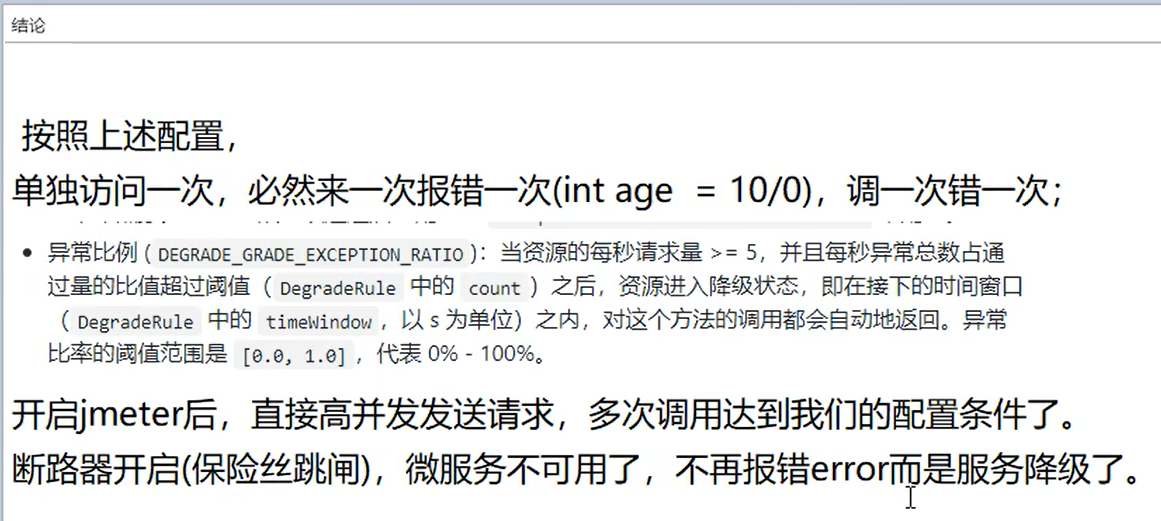 结论
按照上述配置，
单独访问一次，必然来一次报错一次(int age  = 10/0)，调一次错一次；
• 异常比例 ( DEGRADE_GRADE_EXCEPTION_RATIO )：当资源的每秒请求量 >= 5，并且每秒异常总数占通
过量的比值超过阈值（ DegradeRule 中的 count ）之后，资源进入降级状态，即在接下的时间窗口
（ DegradeRule 中的 timeWindow ，以 s 为单位）之内，对这个方法的调用都会自动地返回。异常
比率的阈值范围是 [0.0, 1.0] ，代表 0% - 100%。
开启jmeter后，直接高并发发送请求，多次调用达到我们的配置条件了。
断路器开启(保险丝跳闸)，微服务不可用了，不再报错error而是服务降级了。